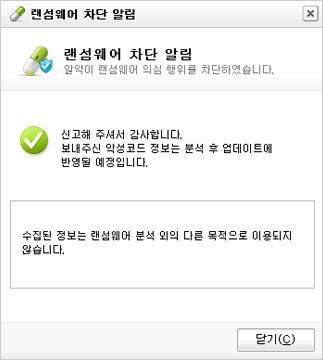 랜섬웨어 차단 알림
랜섬웨어 차단 알림
알약이 랜섬웨어 의심 행위를 차단하였습니다.
신고해 주셔서 감사합니다.
보내주신 악성코드 정보는 분석 후 업데이트에
반영될 예정입니다.
수집된 정보는 랜섬웨어 분석 외의 다른 목적으로 이용되지
않습니다.
닫기(C)